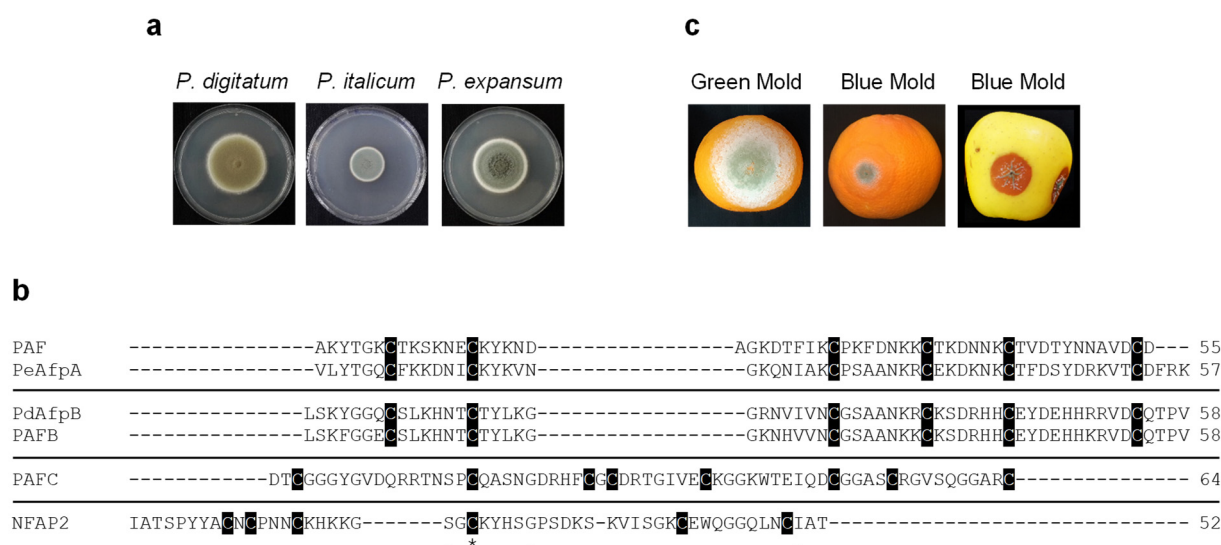 a
P. digitatum P. italicum P. expansum
c
Green Mold Blue Mold Blue Mold
b
PAF ----------------AKYTGKCTKSKNECKYKND-----------------AGKDTFIKCPKFDNKKCTKDNNKCTVDTYNNAVDCD--- 55
PeAfpA ----------------VLYTGQCFKKDNICKYKVN------------------GKQNIAKCPSAANKRCEKDKNKCTFDSYDRKVTCDFRK 57
PdAfpB ---------------LSKYGGQCSLKHNTCTYLKG------------------GRNVIVNCGSAANKRCKSDRHHCEYDEHHRRVDCQTPV 58
PAFB ---------------LSKFGGECSLKHNTCTYLKG------------------GKNHVVNCGSAANKKCKSDRHHCEYDEHHKRVDCQTPV 58
PAFC ------------DTCGGGYGVDQRRTNSPCQASNGDRHFCGCDRTGIVECKGGKWTEIQDCGGASCRGVSQGGARC--------------- 64
NFAP2 IATSPYYACNCPNNCKHKKG-------SGCKYHSGPSDKS-KVISGKCEWQGGQLNCIAT------------------------------- 52
*